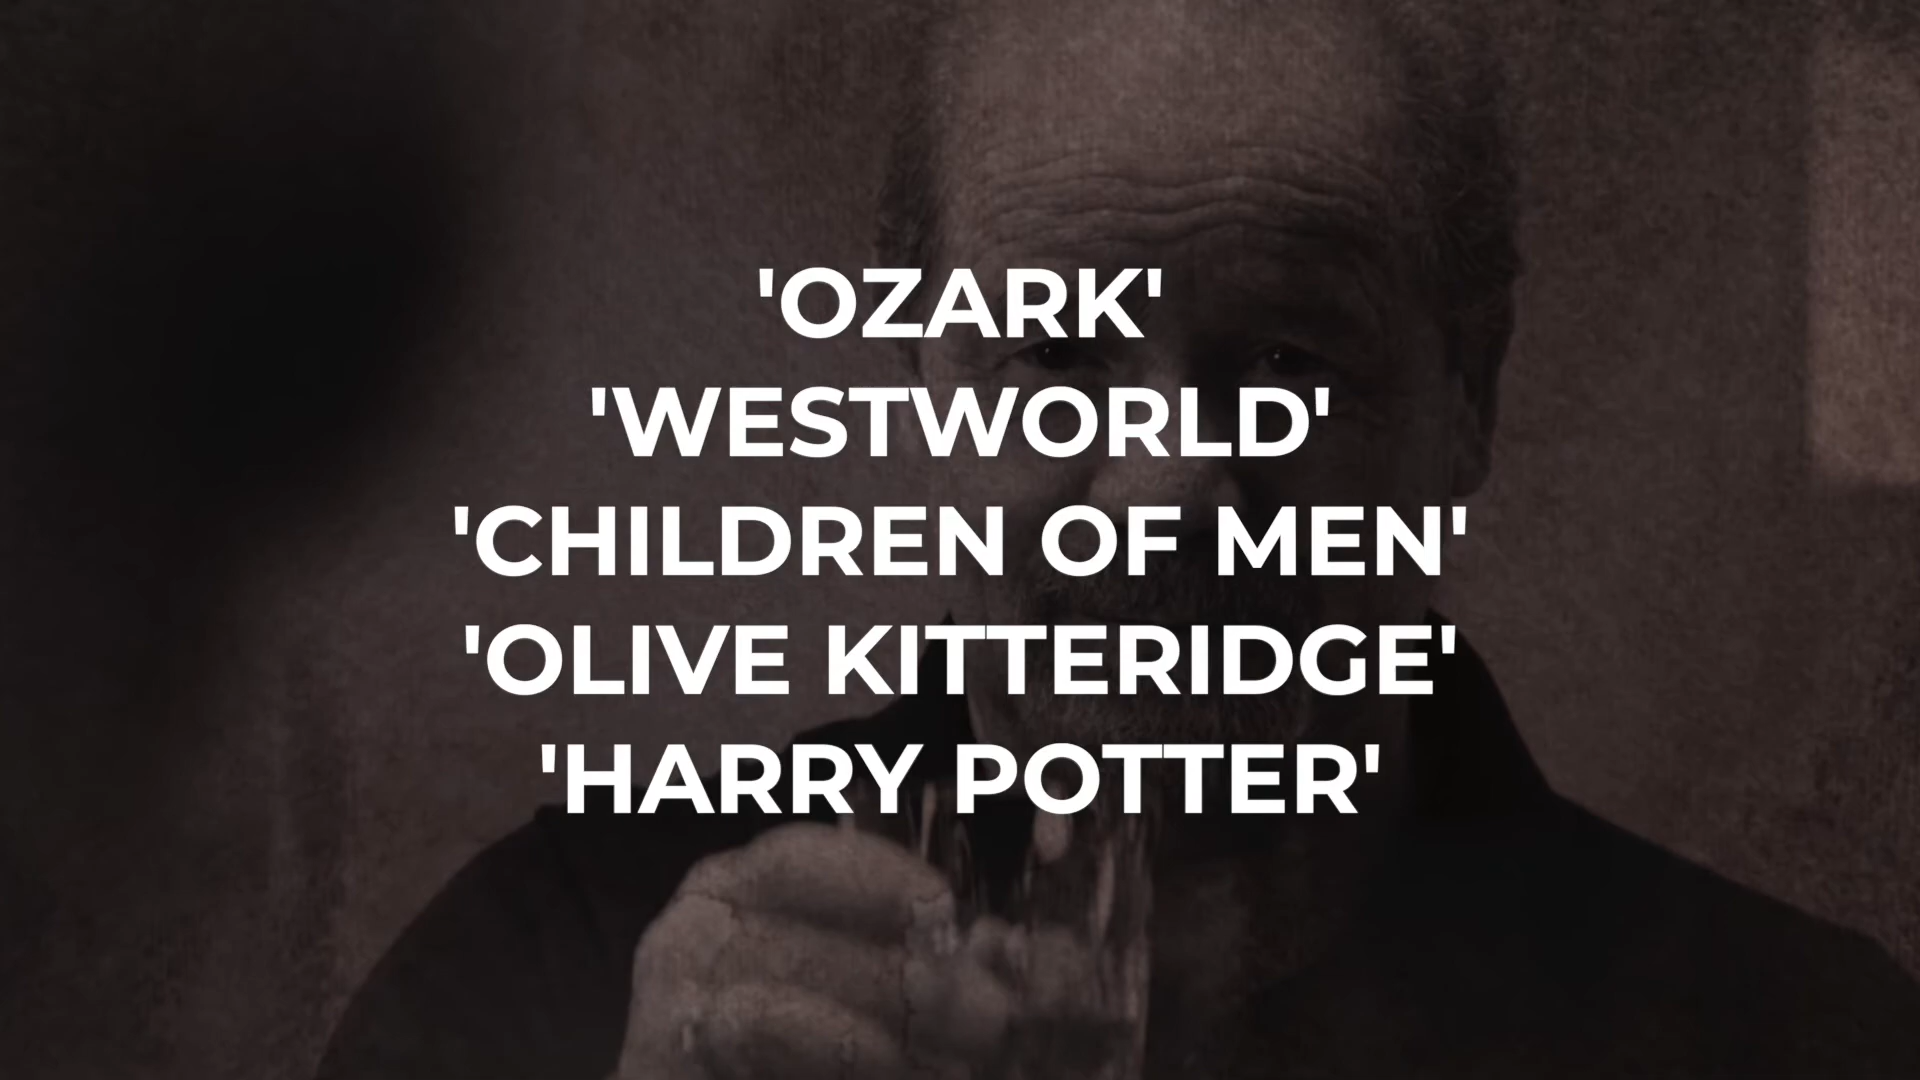 'OZARK'
'WESTWORLD'
'CHILDREN OF MEN'
'OLIVE KITTERIDGE'
'HARRY POTTER'